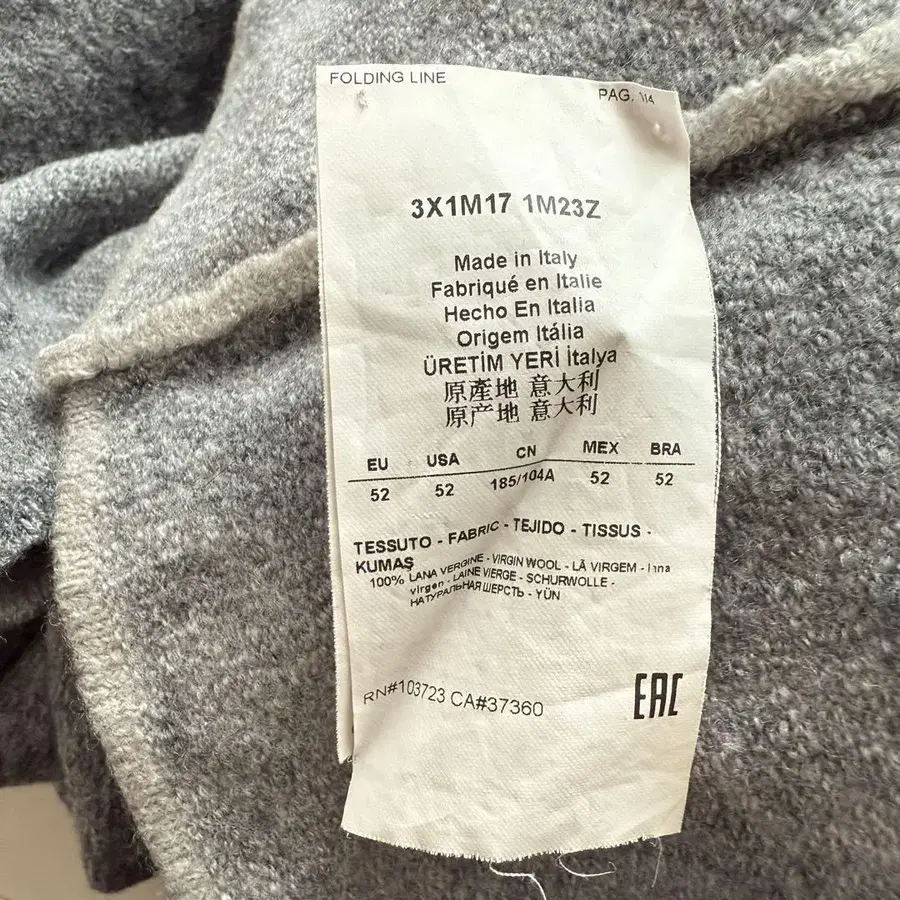 FOLDING LINE
PAG. 1/4
3X1M17 1M23Z
Made in Italy
Fabriqué en Italie
Hecho En Italia
Origem Itália
ÜRETİM YERİ İtalya
原產地 意大利
原产地 意大利
EU USA CN MEX BRA
52 52 185/104A 52 52
TESSUTO - FABRIC - TEJIDO - TISSUS -
KUMAŞ
100% LANA VERGINE - VIRGIN WOOL - LÃ VIRGEM - lana
virgen - LAINE VIERGE - SCHURWOLLE -
НАТУРАЛЬНАЯ ШЕРСТЬ - YÜN
RN#103723 CA#37360
EAC